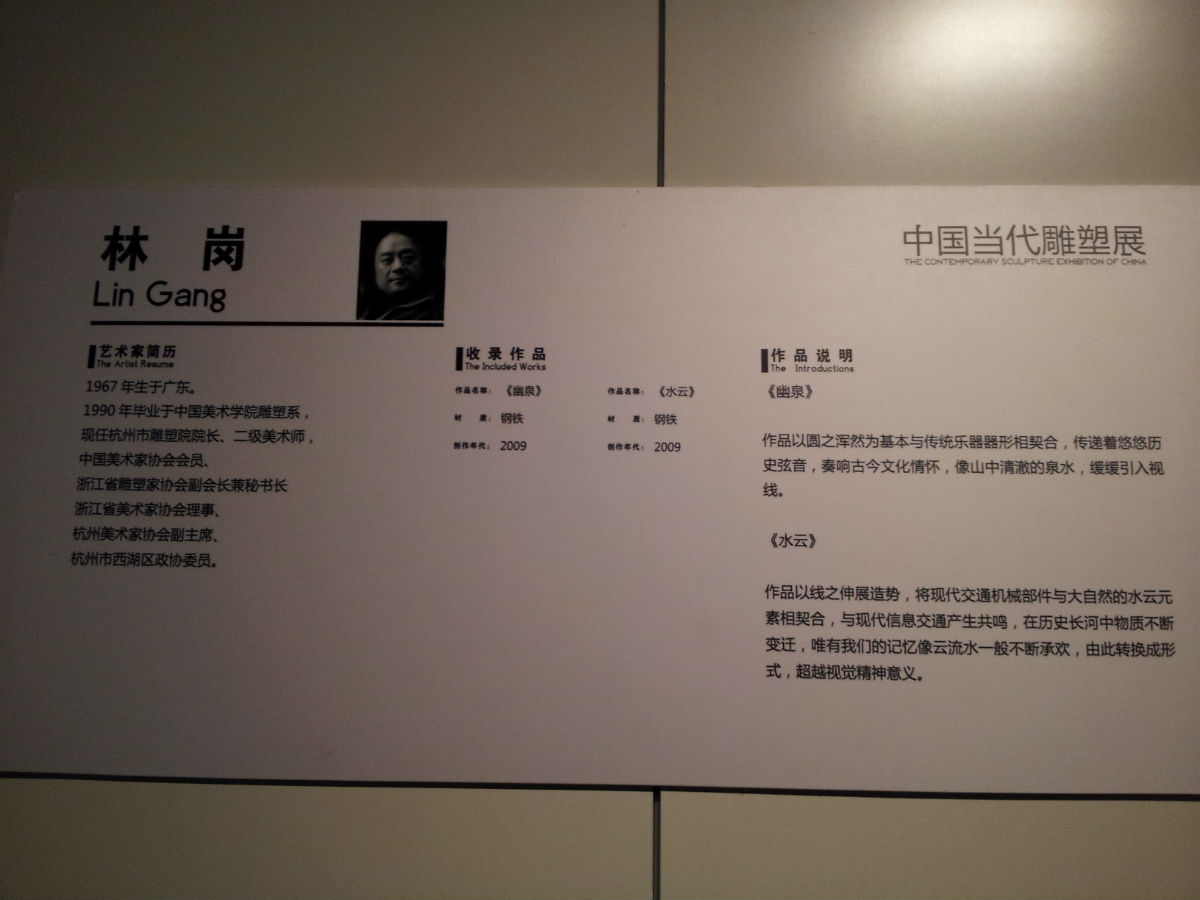 林 岗
Lin Gang
中国当代雕塑展
THE CONTEMPORARY SCULPTURE EXHIBITION OF CHINA
艺术家简历
The Artist Resume
1967 年生于广东。
1990 年毕业于中国美术学院雕塑系，
现任杭州市雕塑院院长、二级美术师，
中国美术家协会会员、
浙江省雕塑家协会副会长兼秘书长
浙江省美术家协会理事、
杭州美术家协会副主席、
杭州市西湖区政协委员。
收录作品
The Included Works
作品名称： 《幽泉》
材 质： 钢铁
创作年代： 2009
作品名称： 《水云》
材 质： 钢铁
创作年代： 2009
作品说明
The Introductions
《幽泉》
作品以圆之浑然为基本与传统乐器器形相契合，传递着悠悠历
史弦音，奏响古今文化情怀，像山中清澈的泉水，缓缓引入视
线。
《水云》
作品以线之伸展造势，将现代交通机械部件与大自然的水云元
素相契合，与现代信息交通产生共鸣，在历史长河中物质不断
变迁，唯有我们的记忆像云流水一般不断承欢，由此转换成形
式，超越视觉精神意义。